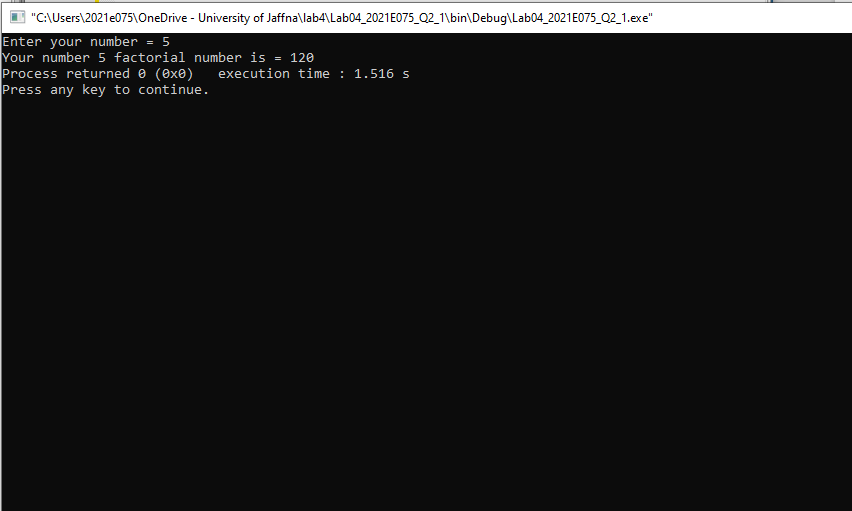 "C:\Users\2021e075\OneDrive - University of Jaffna\lab4\Lab04_2021E075_Q2_1\bin\Debug\Lab04_2021E075_Q2_1.exe"
Enter your number = 5
Your number 5 factorial number is = 120
Process returned 0 (0x0)   execution time : 1.516 s
Press any key to continue.